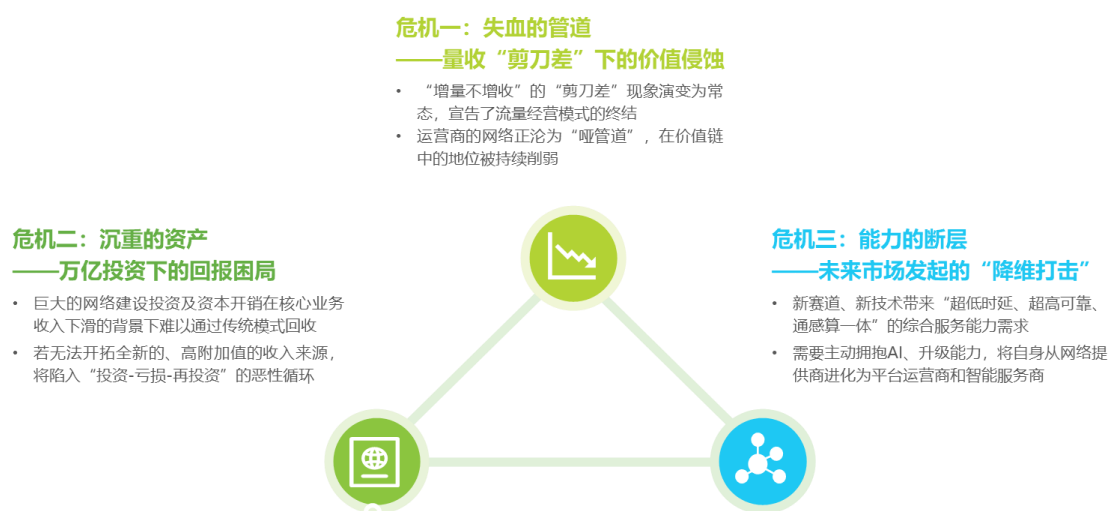 危机一：失血的管道
——量收“剪刀差”下的价值侵蚀
• “增量不增收”的“剪刀差”现象演变为常
态，宣告了流量经营模式的终结
• 运营商的网络正沦为“哑管道”，在价值链
中的地位被持续削弱
危机二：沉重的资产
——万亿投资下的回报困局
• 巨大的网络建设投资及资本开销在核心业务
收入下滑的背景下难以通过传统模式回收
• 若无法开拓全新的、高附加值的收入来源，
将陷入“投资-亏损-再投资”的恶性循环
危机三：能力的断层
——未来市场发起的“降维打击”
• 新赛道、新技术带来“超低时延、超高可靠、
通感算一体”的综合服务能力需求
• 需要主动拥抱AI、升级能力，将自身从网络提
供商进化为平台运营商和智能服务商